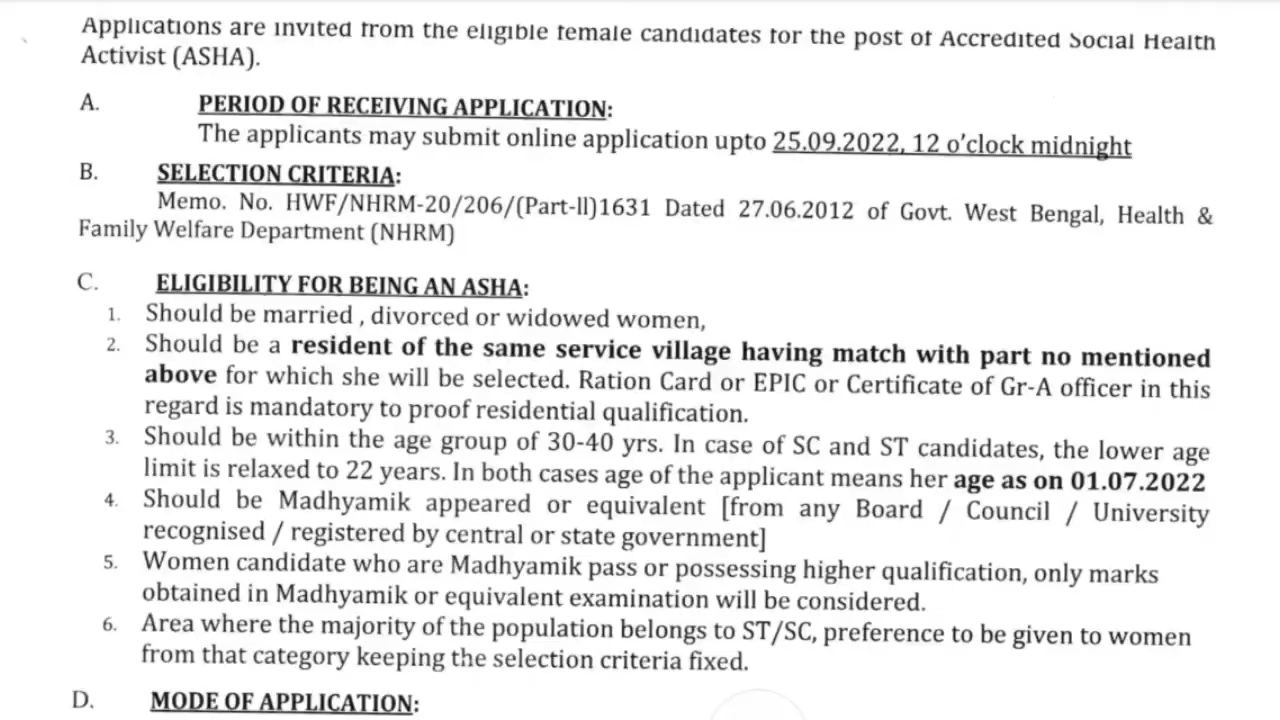 Applications are invited from the eligible female candidates for the post of Accredited Social Health
Activist (ASHA).
A. PERIOD OF RECEIVING APPLICATION:
The applicants may submit online application upto 25.09.2022, 12 o'clock midnight
B. SELECTION CRITERIA:
Memo. No. HWF/NHRM-20/206/(Part-ll)1631 Dated 27.06.2012 of Govt. West Bengal, Health &
Family Welfare Department (NHRM)
C. ELIGIBILITY FOR BEING AN ASHA:
1. Should be married , divorced or widowed women,
2. Should be a resident of the same service village having match with part no mentioned
above for which she will be selected. Ration Card or EPIC or Certificate of Gr-A officer in this
regard is mandatory to proof residential qualification.
3. Should be within the age group of 30-40 yrs. In case of SC and ST candidates, the lower age
limit is relaxed to 22 years. In both cases age of the applicant means her age as on 01.07.2022
4. Should be Madhyamik appeared or equivalent [from any Board / Council / University
recognised / registered by central or state government]
5. Women candidate who are Madhyamik pass or possessing higher qualification, only marks
obtained in Madhyamik or equivalent examination will be considered.
6. Area where the majority of the population belongs to ST/SC, preference to be given to women
from that category keeping the selection criteria fixed.
D. MODE OF APPLICATION: